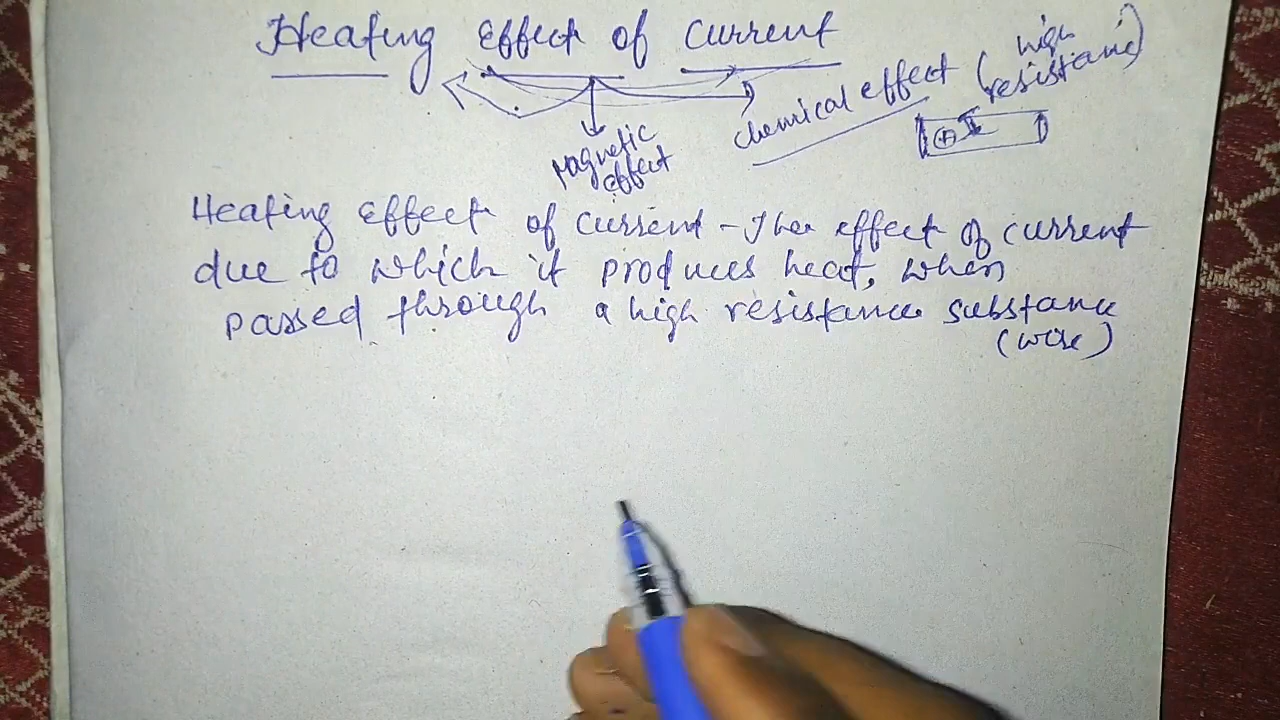 Heating effect of current
chemical effect (high resistance)
Magnetic
effect
+
Heating effect of current - The effect of current
due to which it produces heat, when
passed through a high resistance substance
(wire)